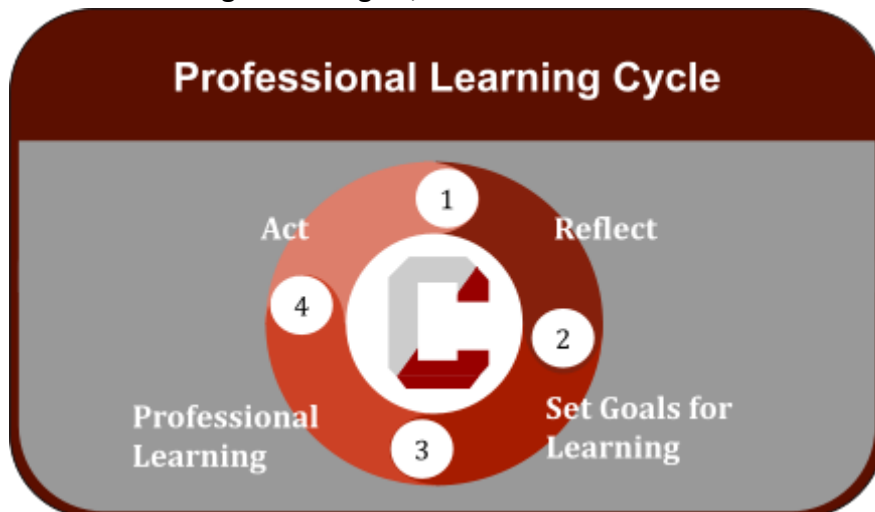 Professional Learning Cycle
1
Act
Reflect
4
2
Professional
Learning
Set Goals for
Learning
3
C